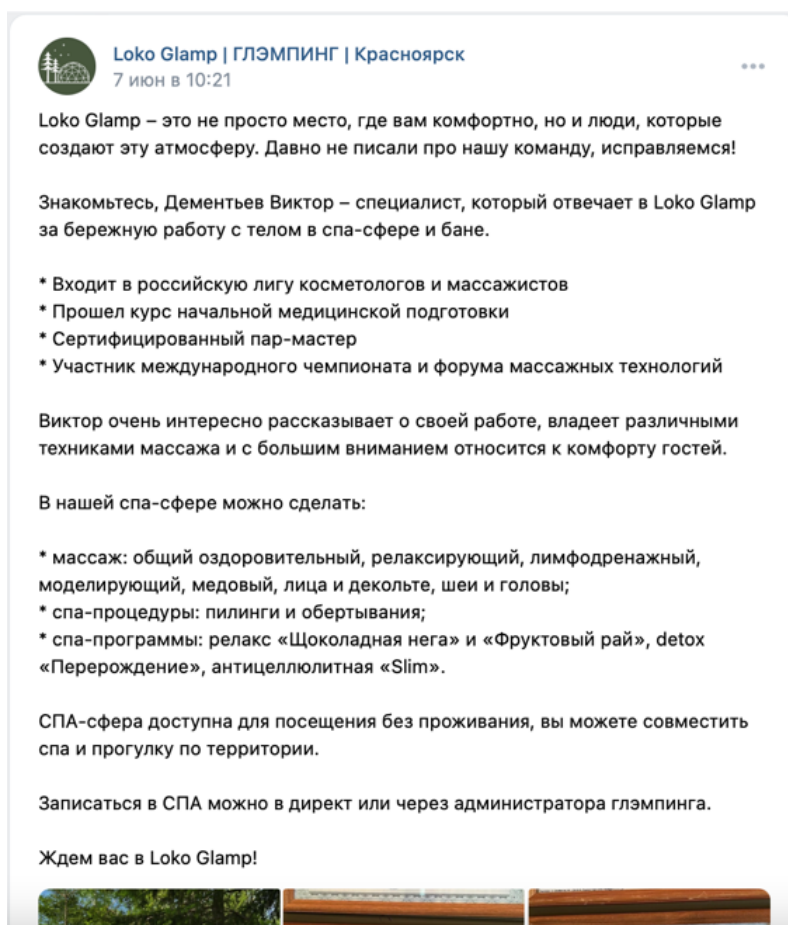 Loko Glamp | ГЛЭМПИНГ | Красноярск
7 июн в 10:21
Loko Glamp – это не просто место, где вам комфортно, но и люди, которые
создают эту атмосферу. Давно не писали про нашу команду, исправляемся!
Знакомьтесь, Дементьев Виктор – специалист, который отвечает в Loko Glamp
за бережную работу с телом в спа-сфере и бане.
* Входит в российскую лигу косметологов и массажистов
* Прошел курс начальной медицинской подготовки
* Сертифицированный пар-мастер
* Участник международного чемпионата и форума массажных технологий
Виктор очень интересно рассказывает о своей работе, владеет различными
техниками массажа и с большим вниманием относится к комфорту гостей.
В нашей спа-сфере можно сделать:
* массаж: общий оздоровительный, релаксирующий, лимфодренажный,
моделирующий, медовый, лица и декольте, шеи и головы;
* спа-процедуры: пилинги и обертывания;
* спа-программы: релакс «Щоколадная нега» и «Фруктовый рай», detox
«Перерождение», антицеллюлитная «Slim».
СПА-сфера доступна для посещения без проживания, вы можете совместить
спа и прогулку по территории.
Записаться в СПА можно в директ или через администратора глэмпинга.
Ждем вас в Loko Glamp!